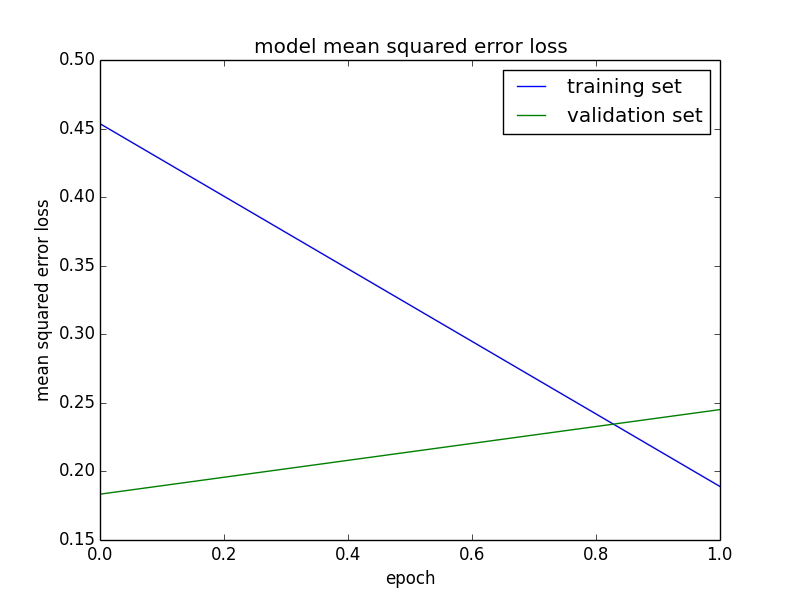 model mean squared error loss
training set
validation set
0.50
0.45
0.40
0.35
0.30
0.25
0.20
0.15
mean squared error loss
0.0 0.2 0.4 0.6 0.8 1.0
epoch